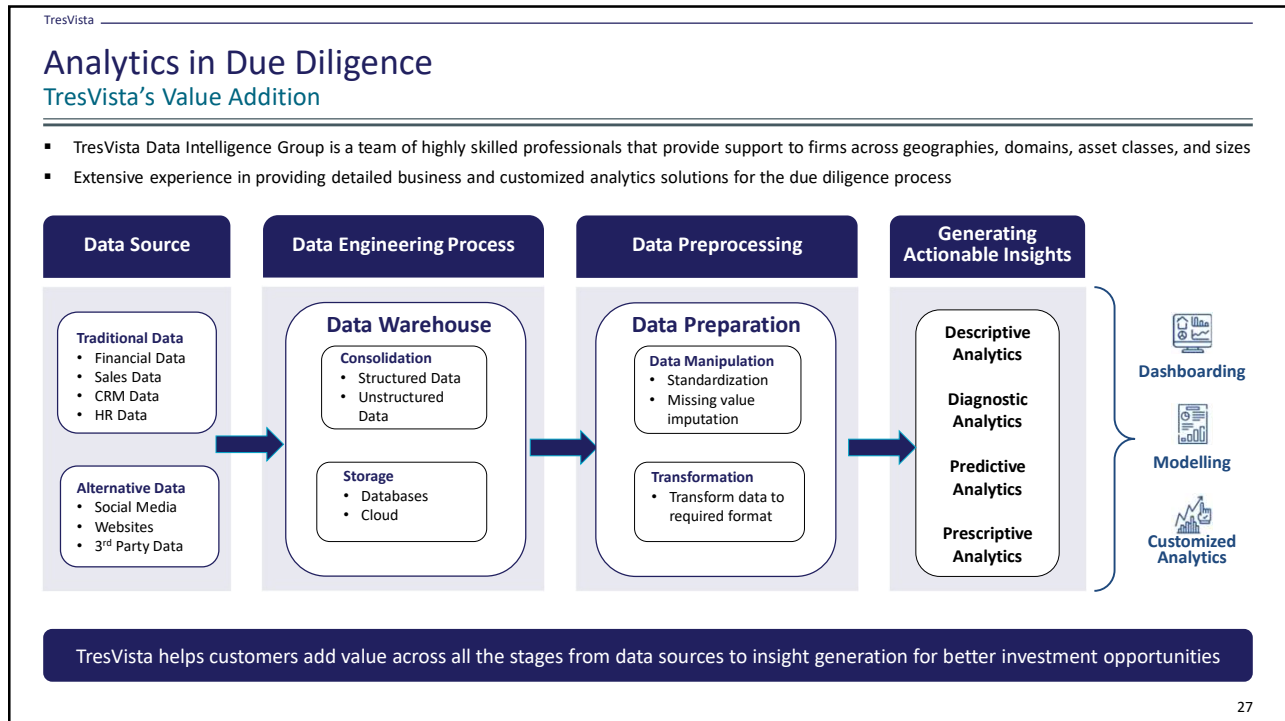 TresVista
Analytics in Due Diligence
TresVista's Value Addition
▪ TresVista Data Intelligence Group is a team of highly skilled professionals that provide support to firms across geographies, domains, asset classes, and sizes
▪ Extensive experience in providing detailed business and customized analytics solutions for the due diligence process
Data Source
Traditional Data
• Financial Data
• Sales Data
• CRM Data
• HR Data
Alternative Data
• Social Media
• Websites
• 3rd Party Data
Data Engineering Process
Data Warehouse
Consolidation
• Structured Data
• Unstructured
Data
Storage
• Databases
• Cloud
Data Preprocessing
Data Preparation
Data Manipulation
• Standardization
• Missing value
imputation
Transformation
• Transform data to
required format
Generating
Actionable Insights
Descriptive
Analytics
Diagnostic
Analytics
Predictive
Analytics
Prescriptive
Analytics
Dashboarding
Modelling
Customized
Analytics
TresVista helps customers add value across all the stages from data sources to insight generation for better investment opportunities
27